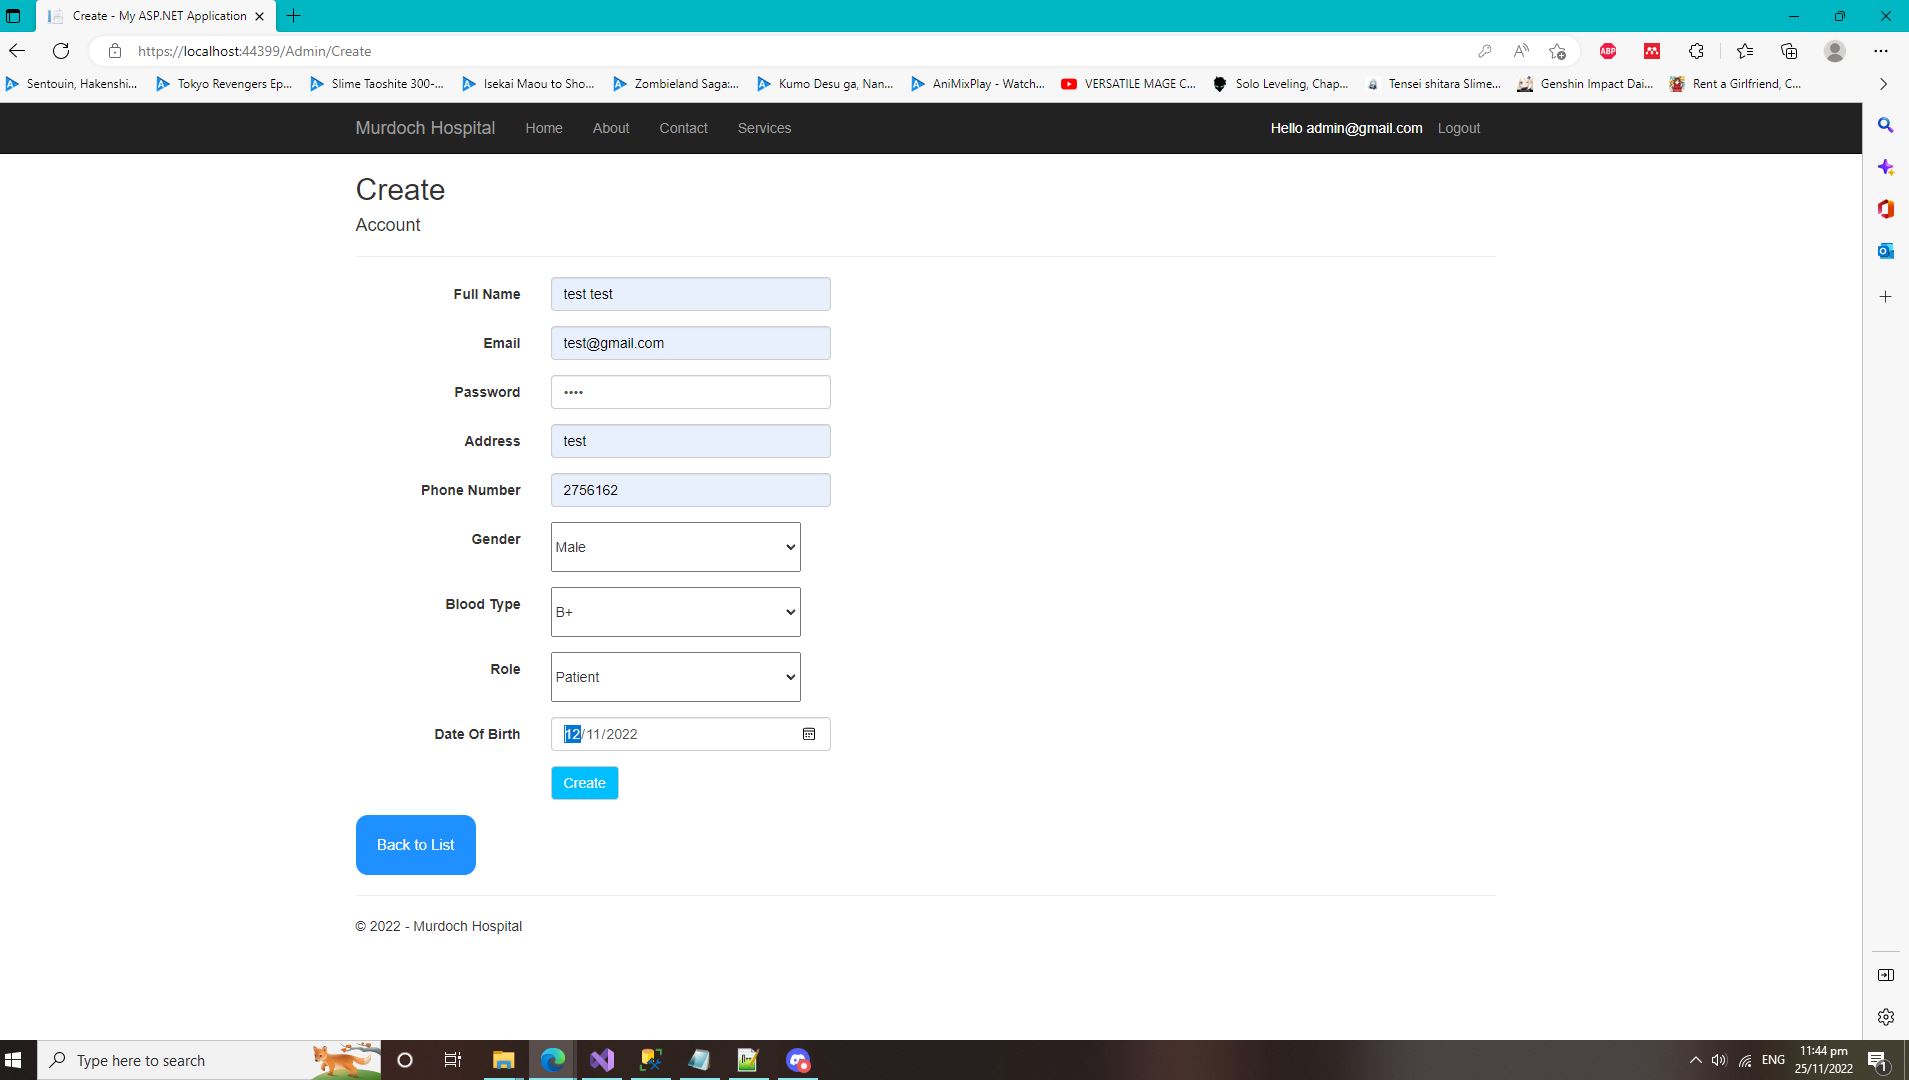 Create - My ASP.NET Application
https://localhost:44399/Admin/Create
Sentouin, Hakenshi... Tokyo Revengers Ep... Slime Taoshite 300-... Isekai Maou to Sho... Zombieland Saga:... Kumo Desu ga, Nan... AniMixPlay - Watch... VERSATILE MAGE C... Solo Leveling, Chap... Tensei shitara Slime... Genshin Impact Dai... Rent a Girlfriend, C...
Murdoch Hospital Home About Contact Services Hello admin@gmail.com Logout
Create
Account
Full Name test test
Email test@gmail.com
Password ••••
Address test
Phone Number 2756162
Gender Male
Blood Type B+
Role Patient
Date Of Birth 12/11/2022
Create
Back to List
© 2022 - Murdoch Hospital
Type here to search
ENG
11:44 pm
25/11/2022
1